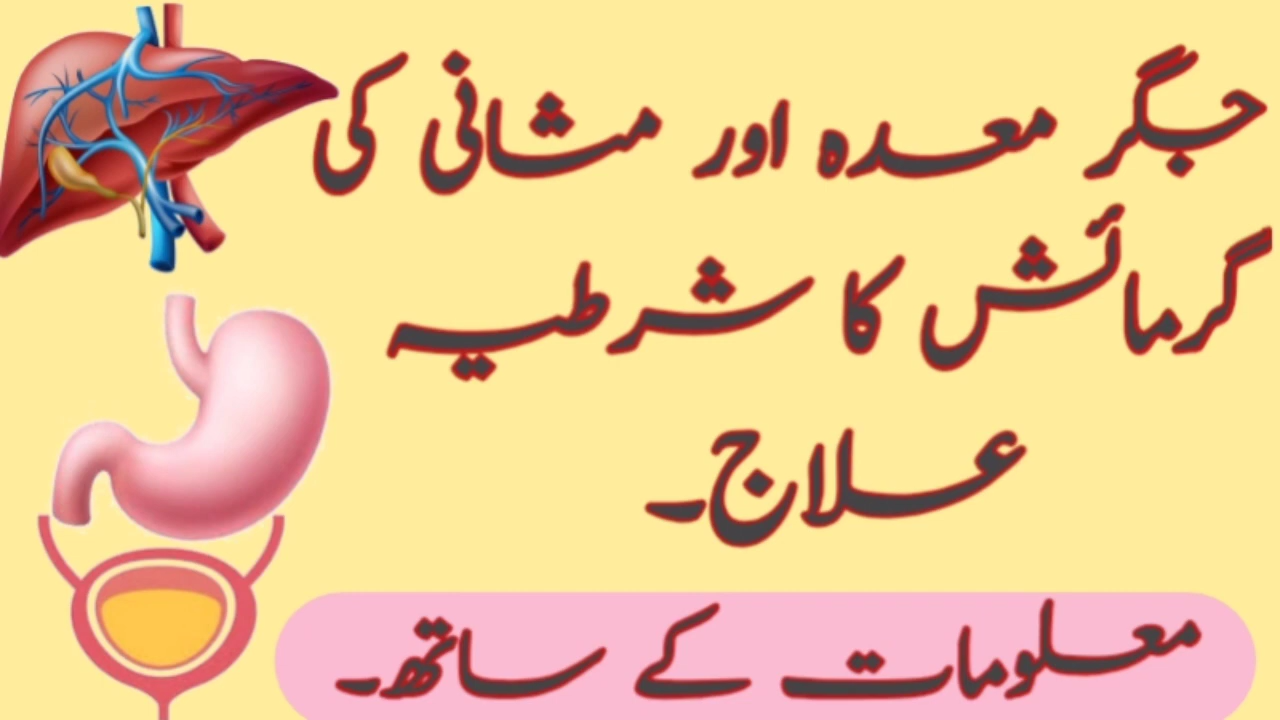 جگر معدہ اور مثانی کی
گرمائش کا شرطیہ
علاج۔
معلومات کے ساتھ۔